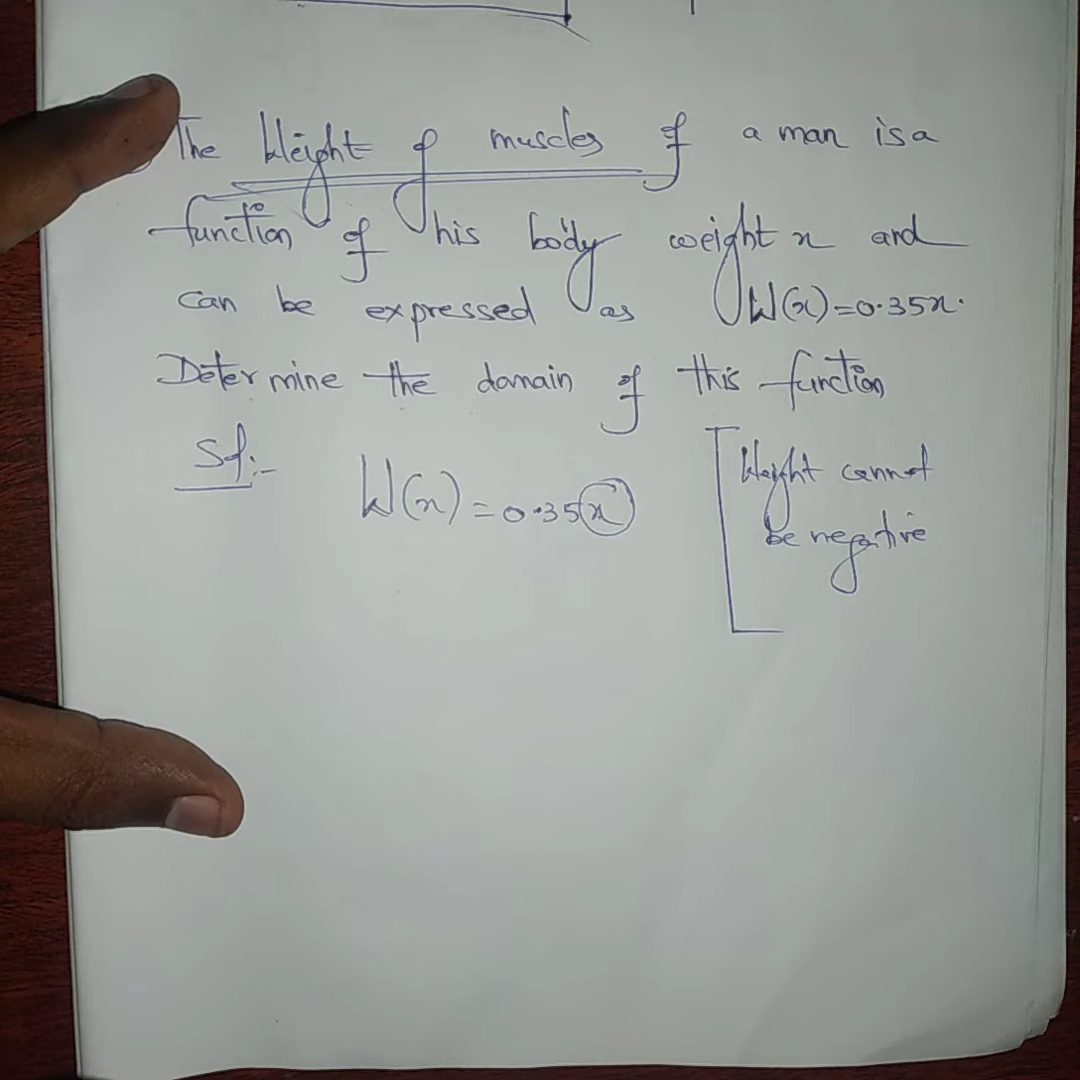 The Weight of muscles of a man is a
function of his body weight x and
can be expressed as W(x)=0.35x.
Determine the domain of this function
Sol:-
W(x) = 0.35x
Weight cannot
be negative